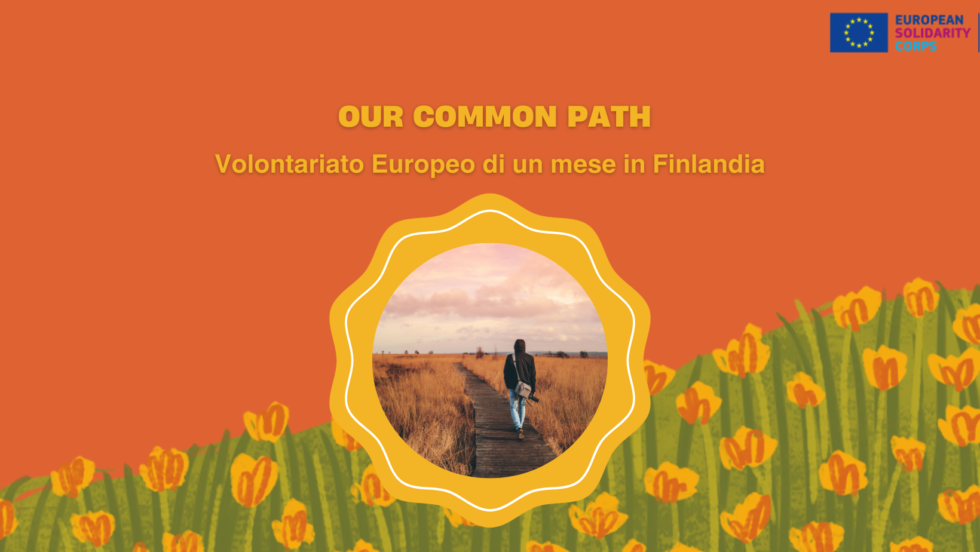 EUROPEAN
SOLIDARITY
CORPS
OUR COMMON PATH
Volontariato Europeo di un mese in Finlandia